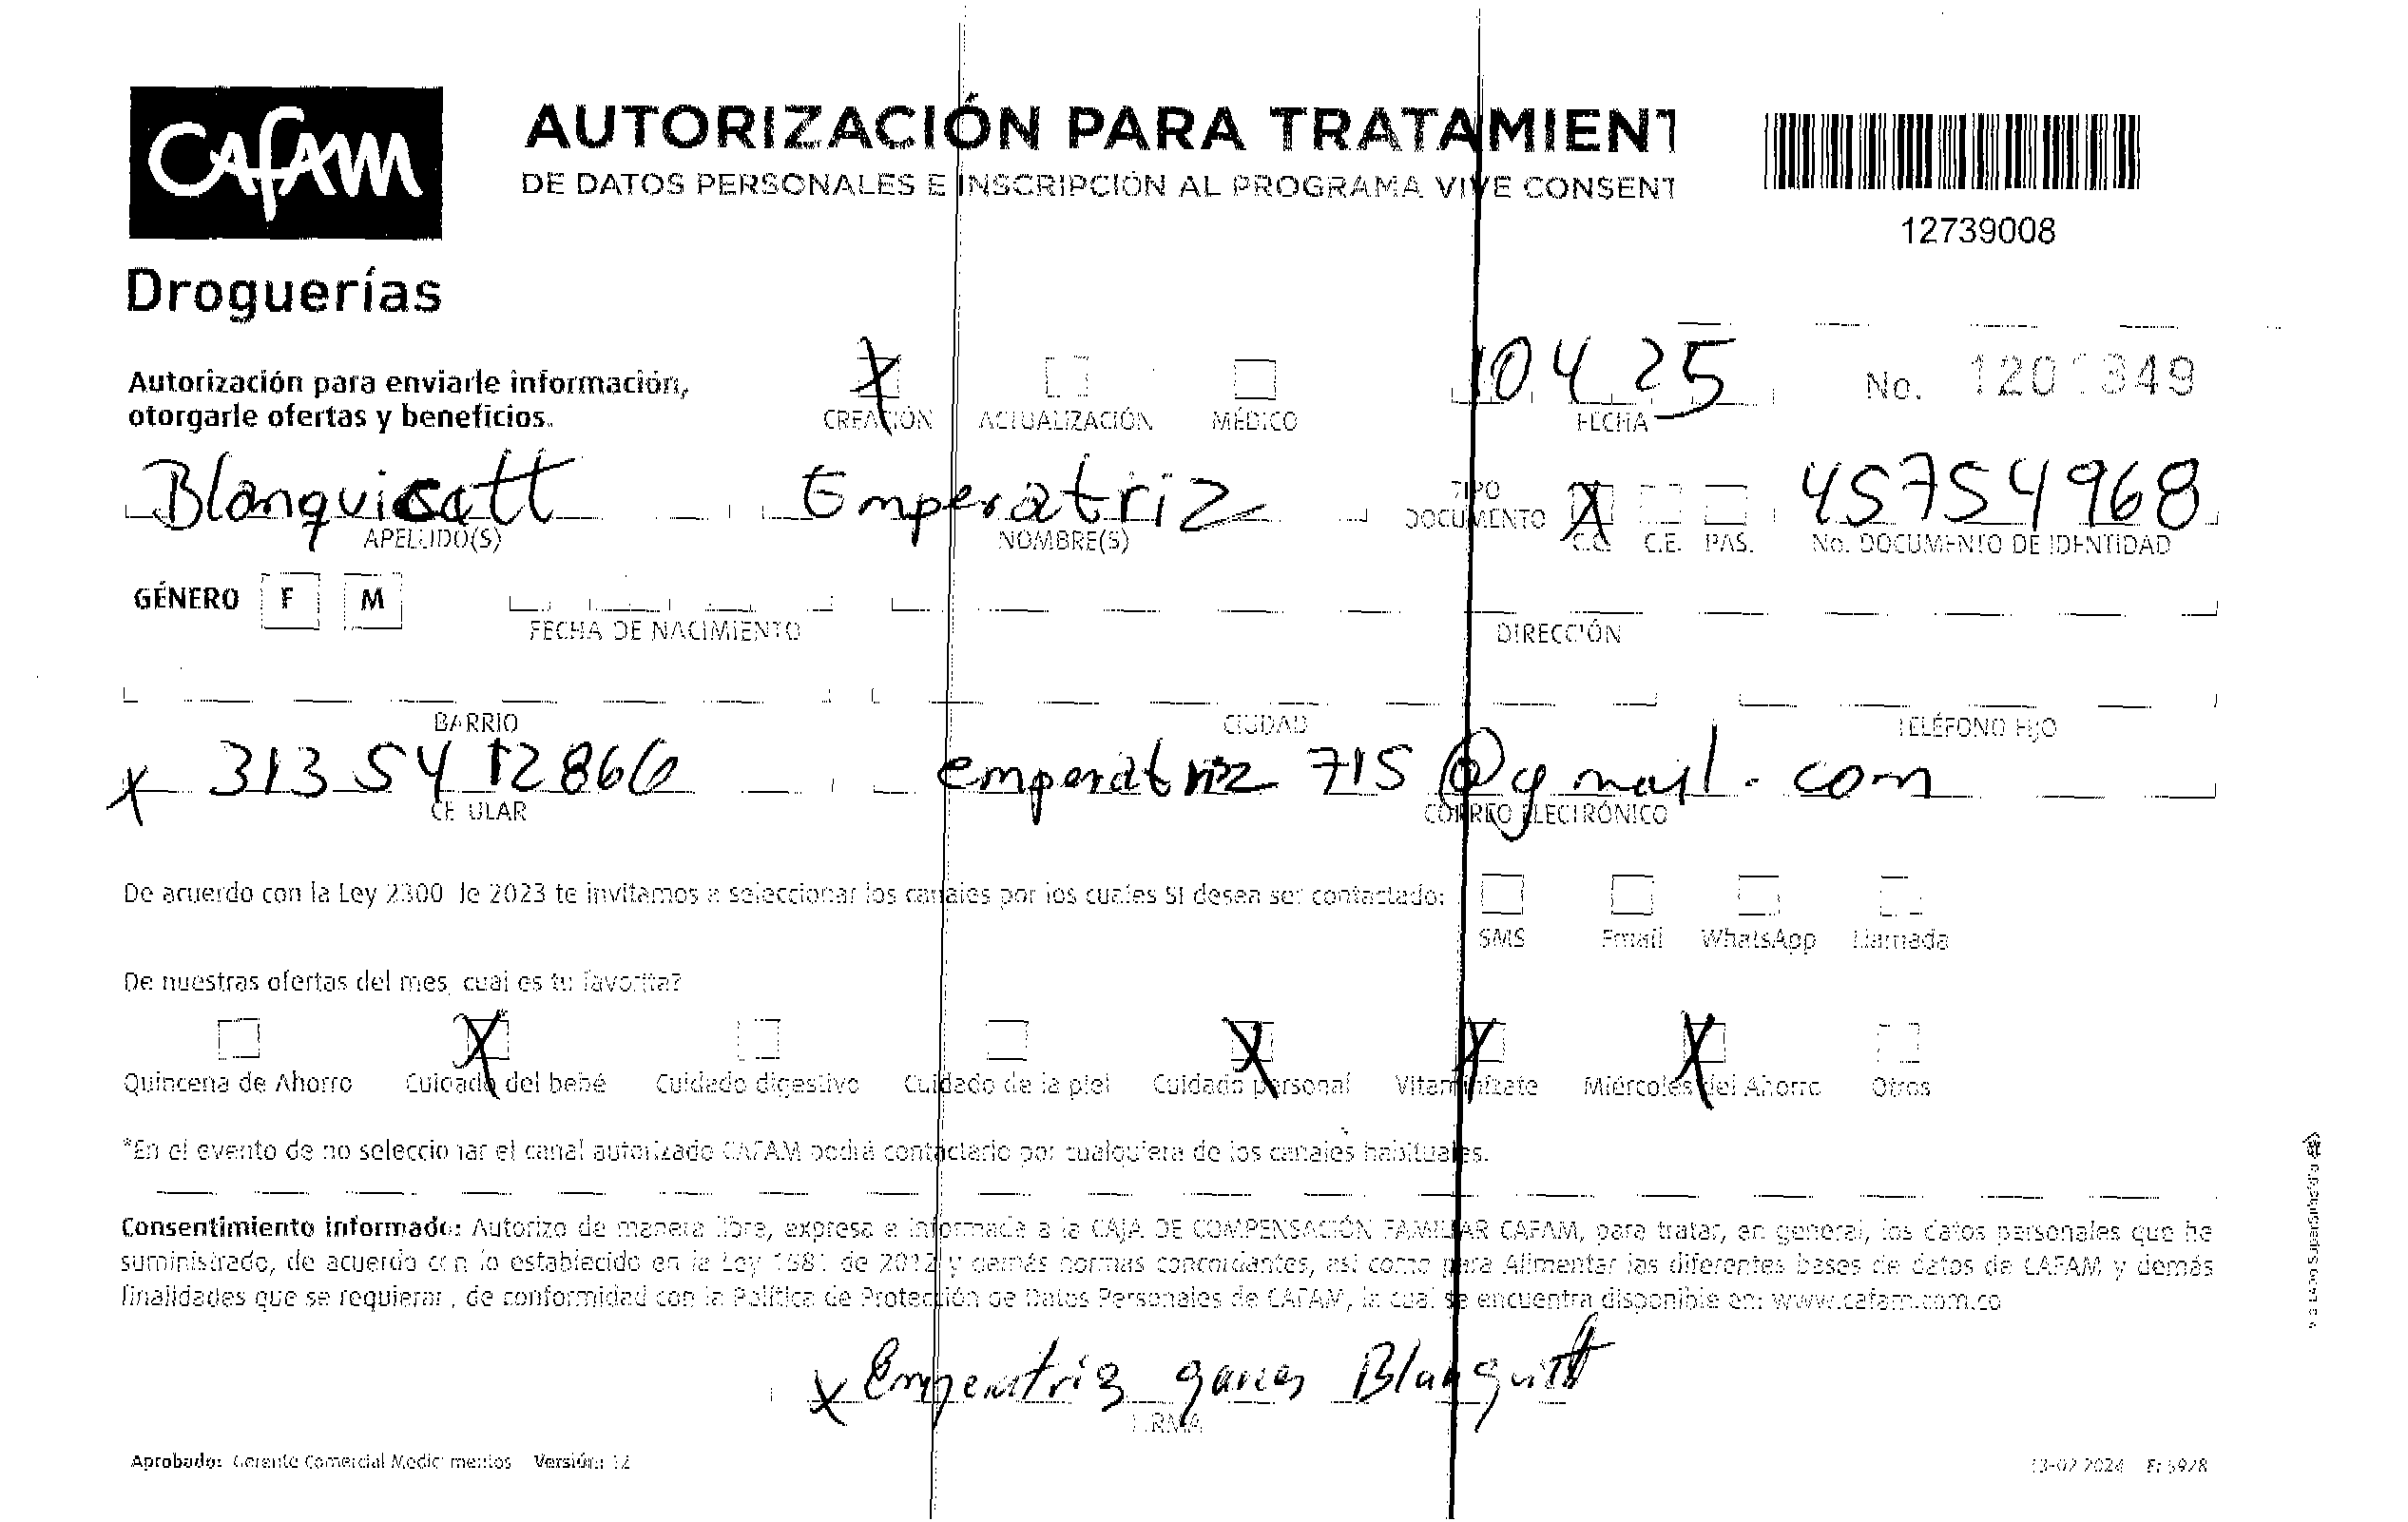 CAFAM
Droguerías
AUTORIZACIÓN PARA TRATAMIENT
DE DATOS PERSONALES E INSCRIPCIÓN AL PROGRAMA VIVE CONSENT
12739008
Autorización para enviarle información,
otorgarle ofertas y beneficios.
X CREACIÓN ACTUALIZACIÓN MÉDICO
10 04 25
FECHA
No. 1201349
Emperatriz
45754968
APELLIDO(S) NOMBRE(S) TIPO DOCUMENTO X C.C. C.E. PAS. No. DOCUMENTO DE IDENTIDAD
GÉNERO F M FECHA DE NACIMIENTO DIRECCIÓN
BARRIO CIUDAD TELÉFONO FIJO
X 3135412866 emperatriz715@gmail.com
CELULAR CORREO ELECTRÓNICO
De acuerdo con la Ley 2300 de 2023 te invitamos a seleccionar los canales por los cuales SI desea ser contactado:
SMS Email WhatsApp Llamada
De nuestras ofertas del mes, cual es tu favorita?
X X X X
Quincena de Ahorro Cuidado del bebé Cuidado digestivo Cuidado de la piel Cuidado personal Vitaminízate Miércoles del Ahorro Otros
*En el evento de no seleccionar el canal autorizado CAFAM podrá contactarlo por cualquiera de los canales habituales.
Consentimiento informado: Autorizo de manera libre, expresa e informada a la CAJA DE COMPENSACIÓN FAMILIAR CAFAM, para tratar, en general, los datos personales que he
suministrado, de acuerdo con lo establecido en la Ley 1581 de 2012 y demás normas concordantes, así como para Alimentar las diferentes bases de datos de CAFAM y demás
finalidades que se requieran, de conformidad con la Política de Protección de Datos Personales de CAFAM, la cual se encuentra disponible en: www.cafam.com.co
X Emperatriz
FIRMA
Aprobado: Gerente Comercial Medicamentos Versión: 12
13-02 2024 F: 5928